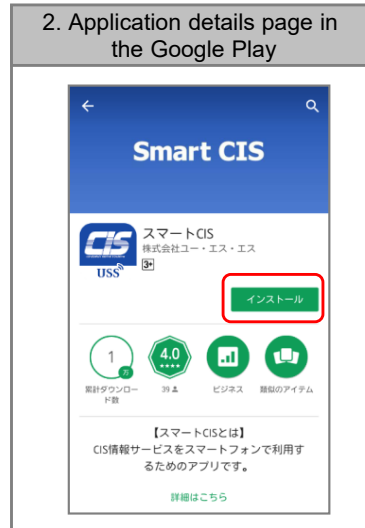 2. Application details page in
the Google Play
Smart CIS
CIS
USS
スマートCIS
株式会社ユー・エス・エス
3+
インストール
1
万
4.0
累計ダウンロー
ド数
39
ビジネス
類似のアイテム
【スマートCISとは】
CIS情報サービスをスマートフォンで利用す
るためのアプリです。
詳細はこちら